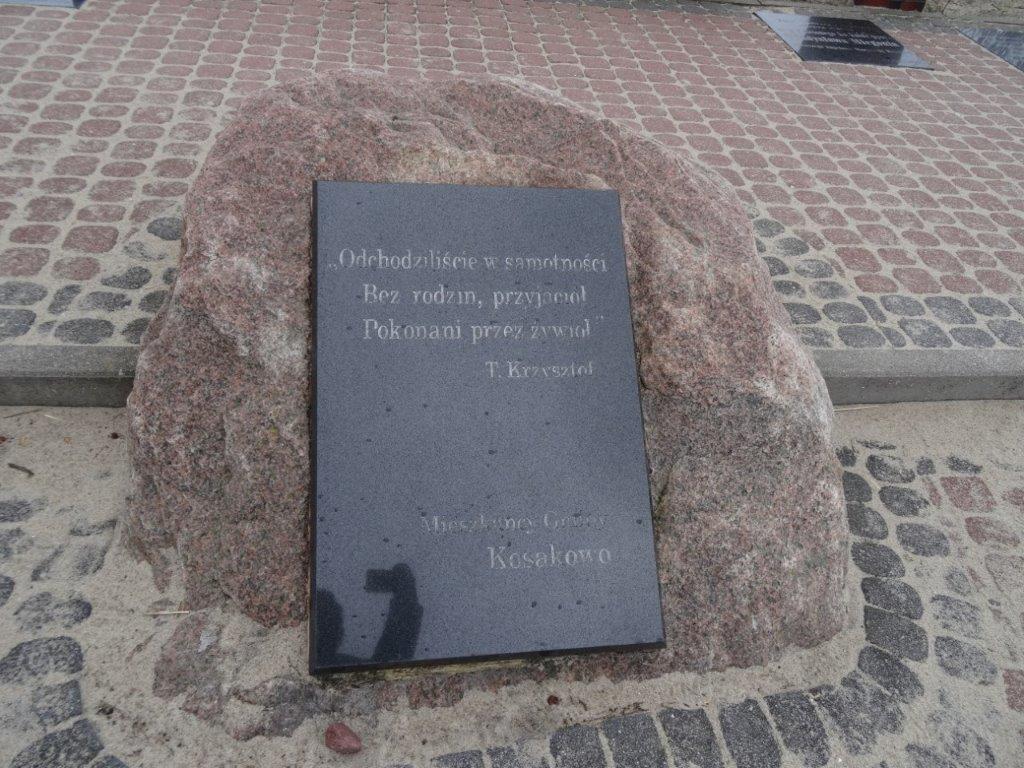 „Odchodziliście w samotności
Bez rodzin, przyjaciół
Pokonani przez żywioł"
T. Krzysztof
Mieszkańcy Gminy
Kosakowo